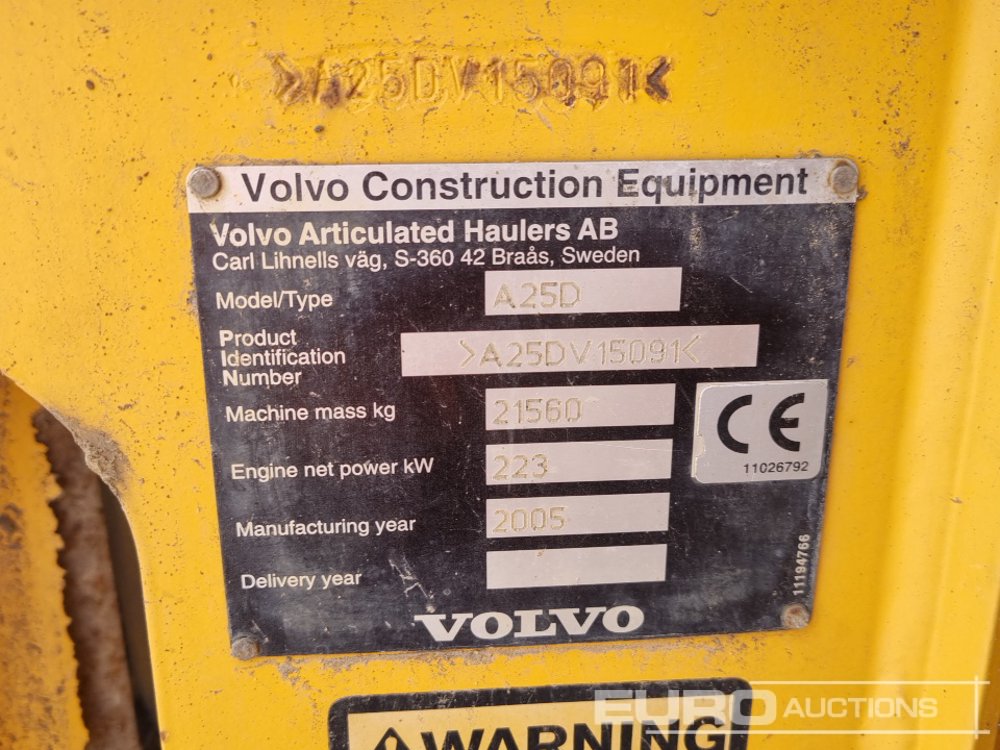 >A25DV15091<
Volvo Construction Equipment
Volvo Articulated Haulers AB
Carl Lihnells väg, S-360 42 Braås, Sweden
Model/Type A25D
Product
Identification
Number
>A25DV15091<
Machine mass kg 21560
Engine net power kW 223
CE
11026792
Manufacturing year 2005
Delivery year
11194766
VOLVO
WARNING
EURO AUCTIONS